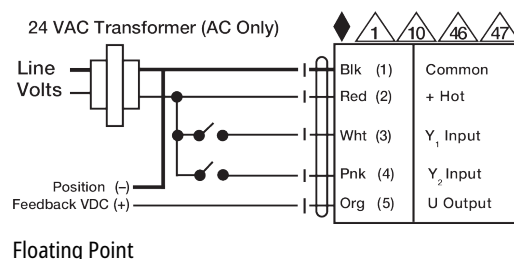 24 VAC Transformer (AC Only)
1 10 46 47
Line
Volts
Blk (1) Common
Red (2) + Hot
Wht (3) Y1 Input
Pnk (4) Y2 Input
Position (–)
Feedback VDC (+)
Org (5) U Output
Floating Point